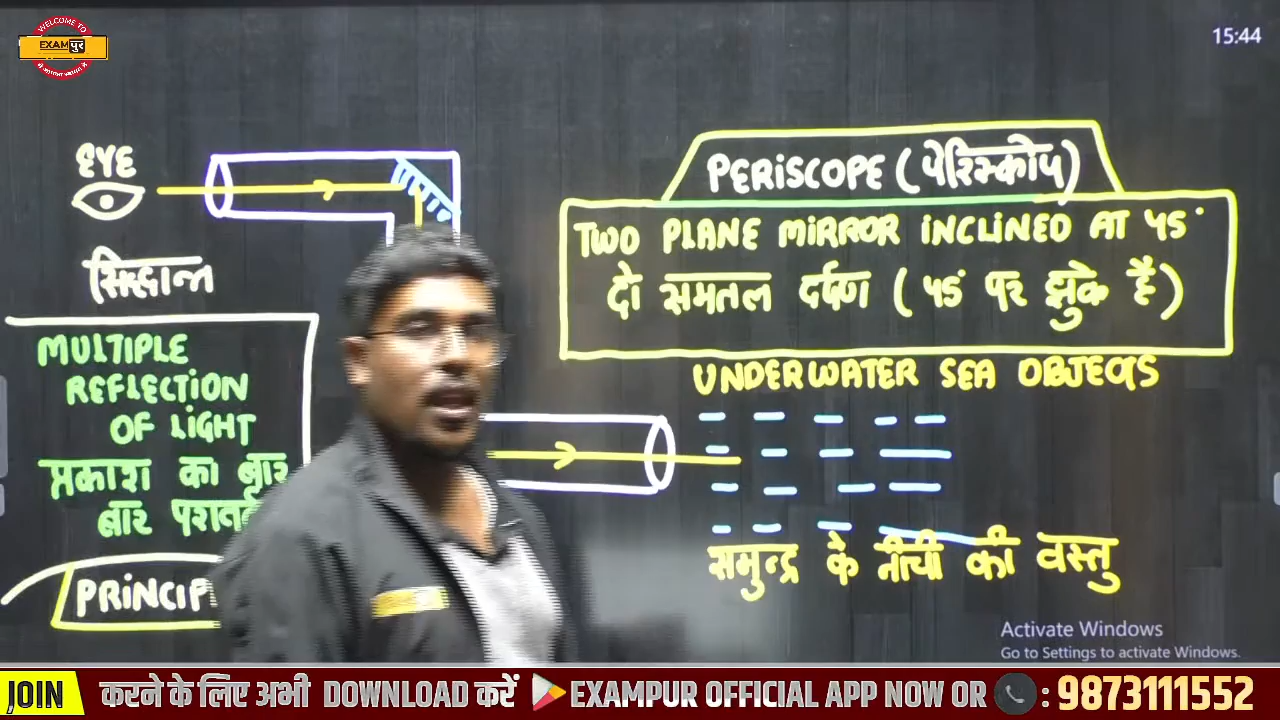 WELCOME TO
EXAMपुर
15:44
EYE
PERISCOPE (पेरिस्कोप)
TWO PLANE MIRROR INCLINED AT 45°
दो समतल दर्पण (45° पर झुके है)
सिद्धान्त
MULTIPLE
REFLECTION
OF LIGHT
प्रकाश का बार
बार
PRINCIP
UNDERWATER SEA OBJECTS
समुन्द्र के नीची की वस्तु
Activate Windows
Go to Settings to activate Windows.
JOIN करने के लिए अभी DOWNLOAD करें EXAMPUR OFFICIAL APP NOW OR : 9873111552